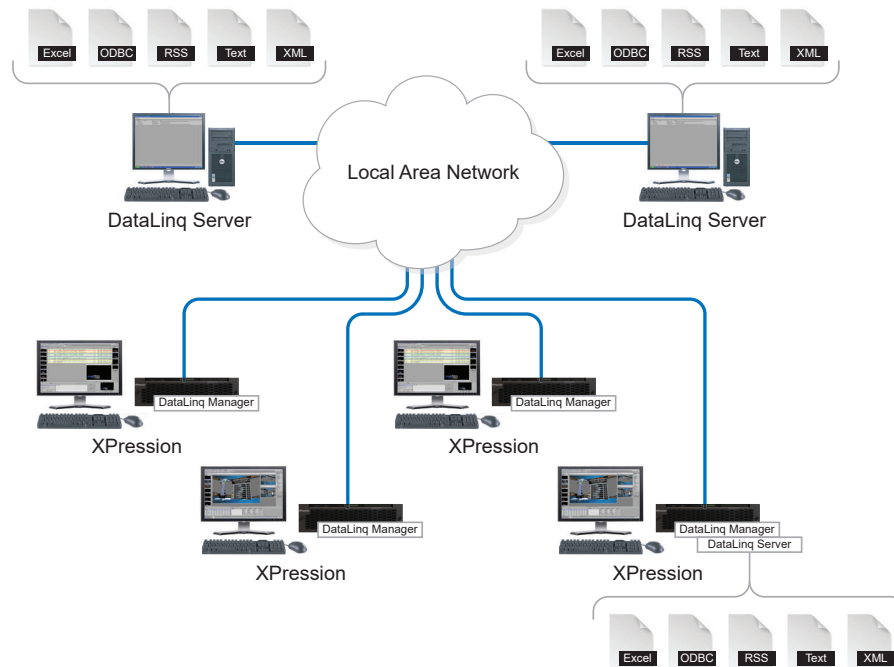 Excel ODBC RSS Text XML
Excel ODBC RSS Text XML
Local Area Network
DataLinq Server
DataLinq Server
DataLinq Manager
XPression
DataLinq Manager
XPression
DataLinq Manager
XPression
DataLinq Manager
DataLinq Server
XPression
Excel ODBC RSS Text XML